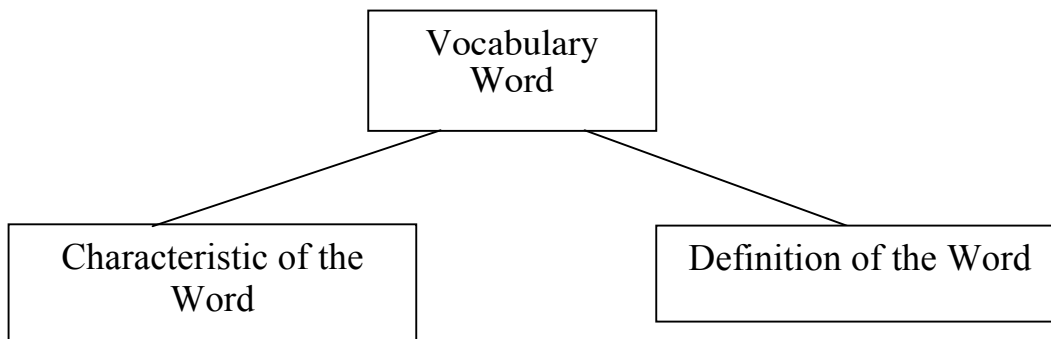 Vocabulary
Word
Characteristic of the
Word
Definition of the Word